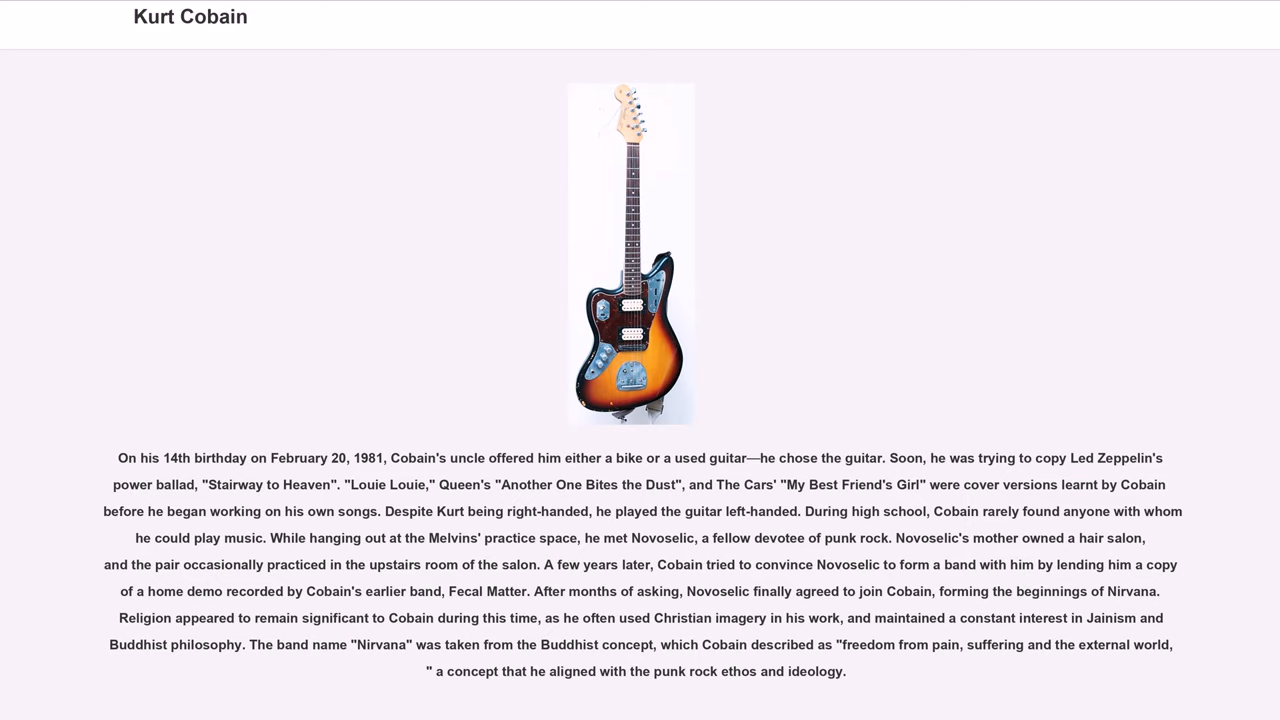 Kurt Cobain
On his 14th birthday on February 20, 1981, Cobain's uncle offered him either a bike or a used guitar—he chose the guitar. Soon, he was trying to copy Led Zeppelin's
power ballad, "Stairway to Heaven". "Louie Louie," Queen's "Another One Bites the Dust", and The Cars' "My Best Friend's Girl" were cover versions learnt by Cobain
before he began working on his own songs. Despite Kurt being right-handed, he played the guitar left-handed. During high school, Cobain rarely found anyone with whom
he could play music. While hanging out at the Melvins' practice space, he met Novoselic, a fellow devotee of punk rock. Novoselic's mother owned a hair salon,
and the pair occasionally practiced in the upstairs room of the salon. A few years later, Cobain tried to convince Novoselic to form a band with him by lending him a copy
of a home demo recorded by Cobain's earlier band, Fecal Matter. After months of asking, Novoselic finally agreed to join Cobain, forming the beginnings of Nirvana.
Religion appeared to remain significant to Cobain during this time, as he often used Christian imagery in his work, and maintained a constant interest in Jainism and
Buddhist philosophy. The band name "Nirvana" was taken from the Buddhist concept, which Cobain described as "freedom from pain, suffering and the external world,
" a concept that he aligned with the punk rock ethos and ideology.